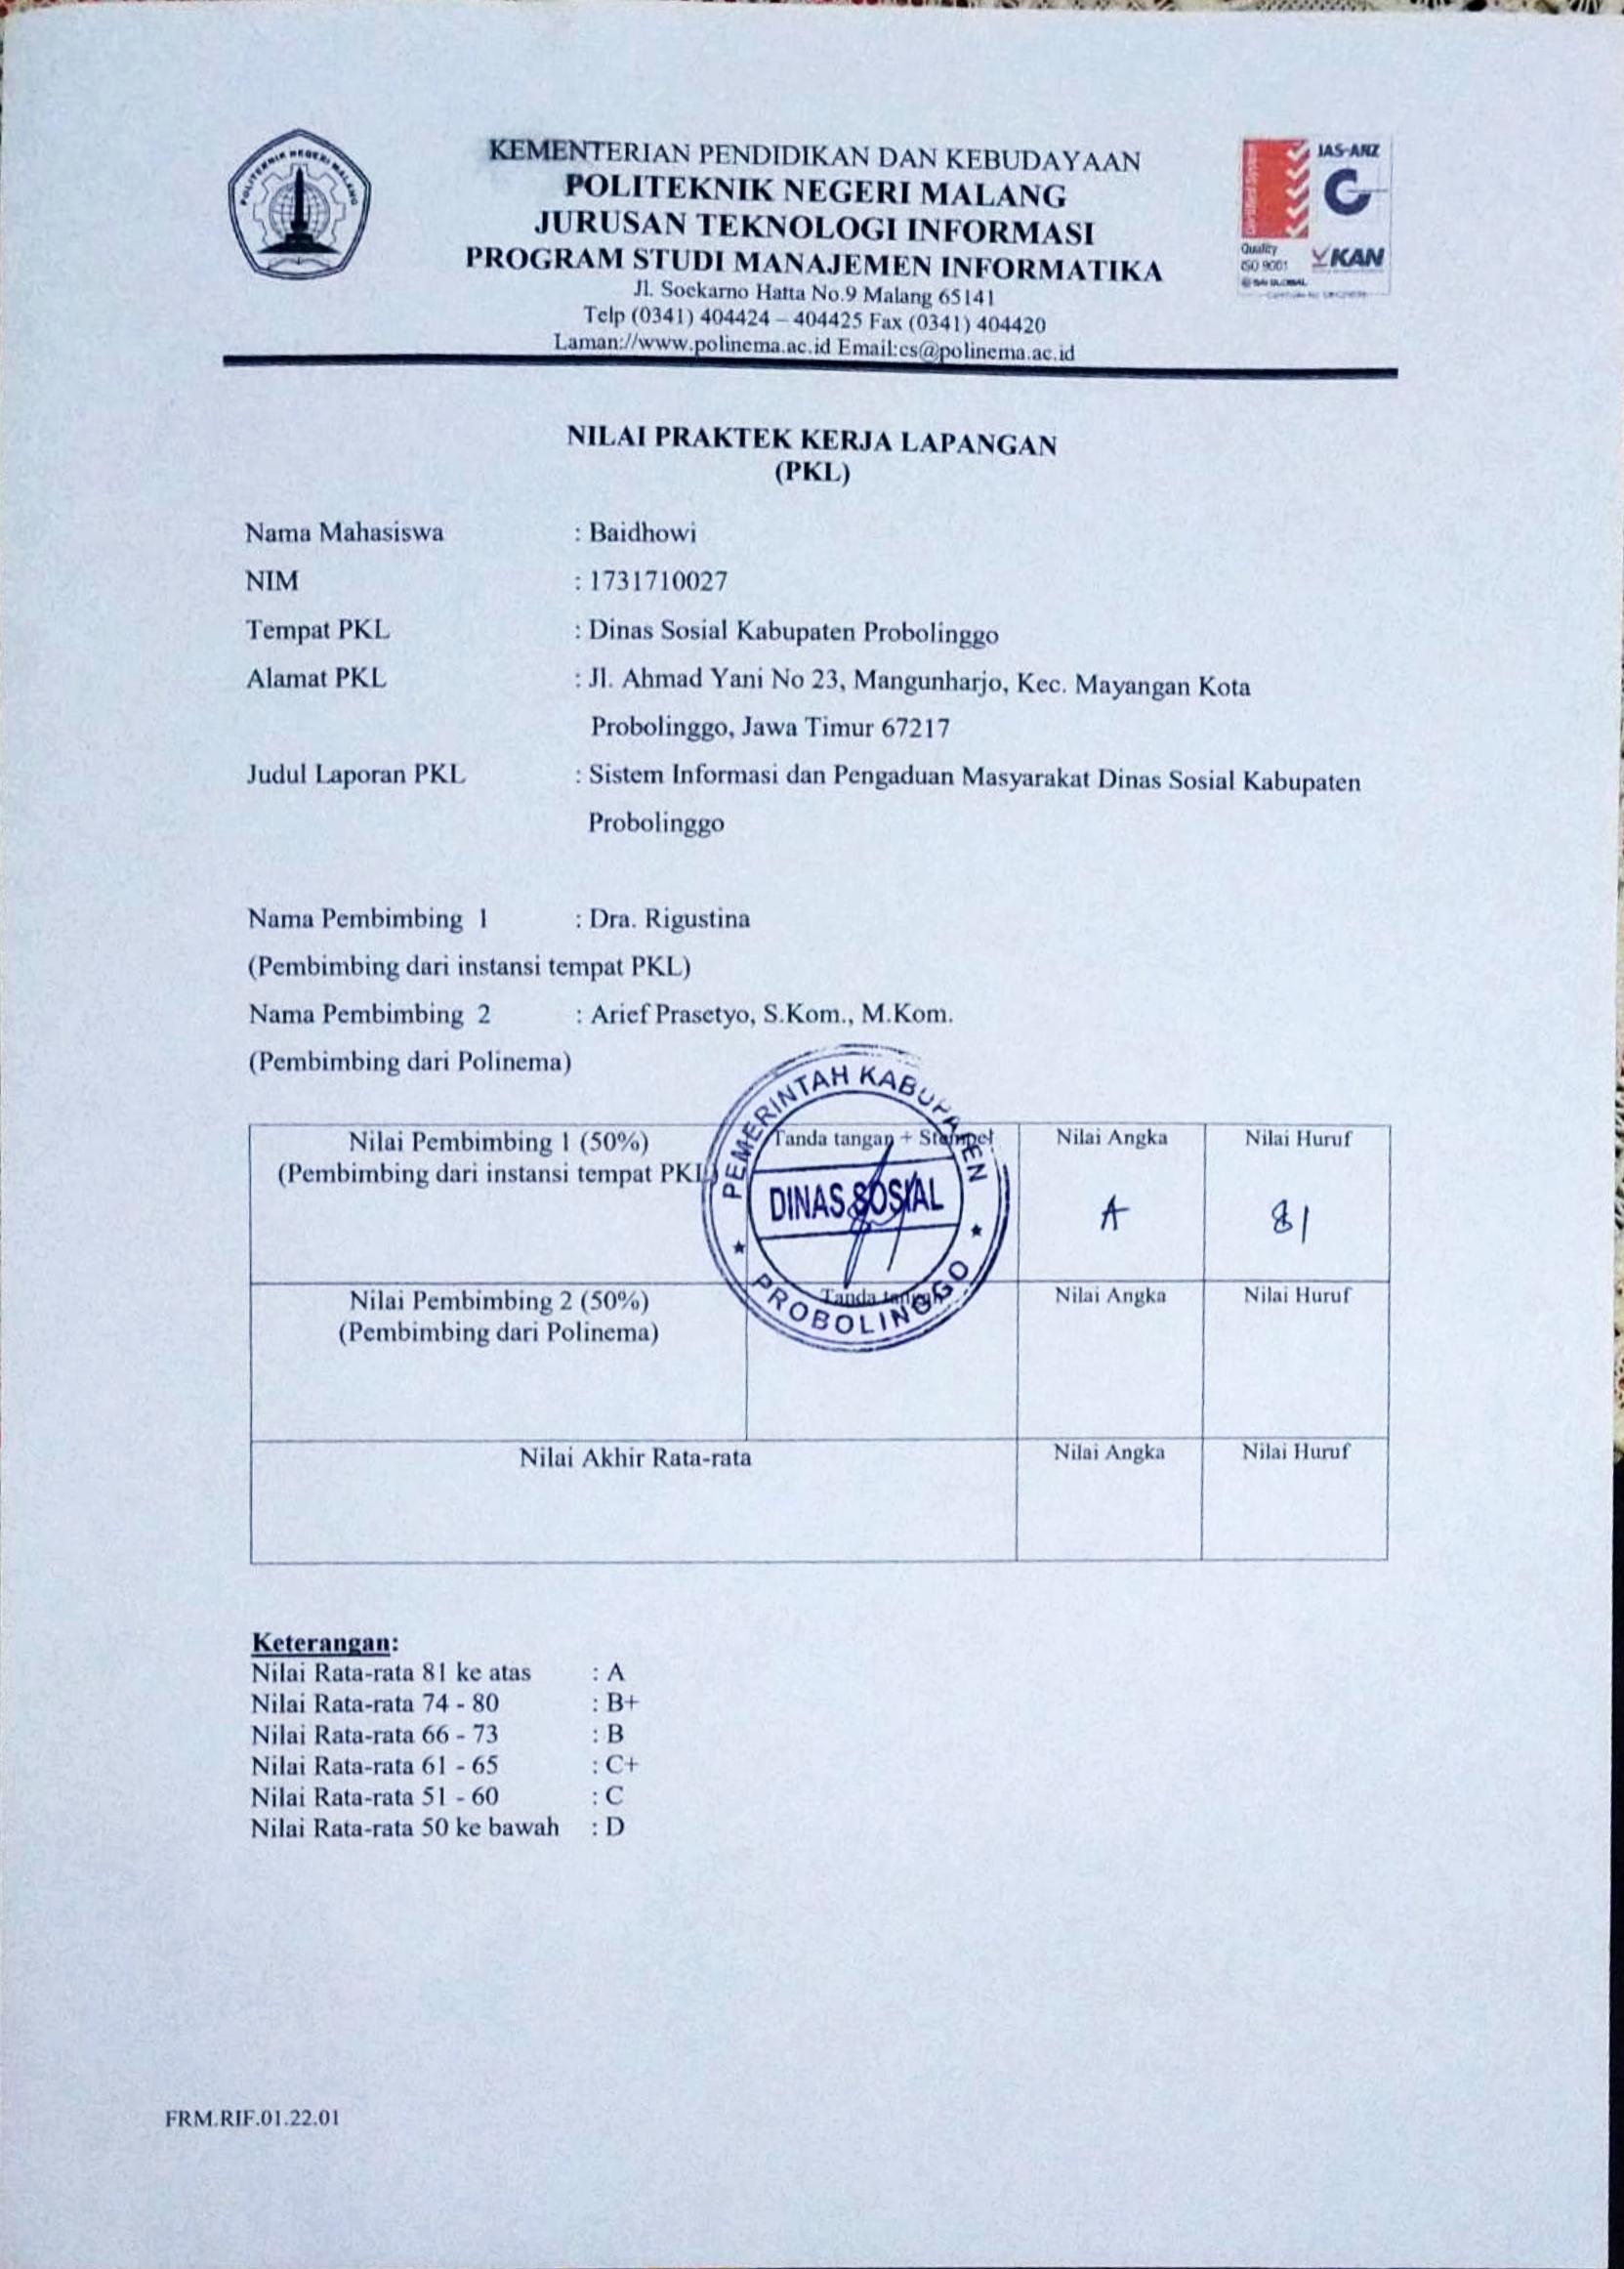 POLITEKNIK NEGERI MALANG
KEMENTERIAN PENDIDIKAN DAN KEBUDAYAAN
POLITEKNIK NEGERI MALANG
JURUSAN TEKNOLOGI INFORMASI
PROGRAM STUDI MANAJEMEN INFORMATIKA
Jl. Soekarno Hatta No.9 Malang 65141
Telp (0341) 404424 – 404425 Fax (0341) 404420
Laman://www.polinema.ac.id Email:cs@polinema.ac.id
Certified System
JAS-ANZ
Quality
ISO 9001
KAN
SAI GLOBAL
NILAI PRAKTEK KERJA LAPANGAN
(PKL)
Nama Mahasiswa : Baidhowi
NIM : 1731710027
Tempat PKL : Dinas Sosial Kabupaten Probolinggo
Alamat PKL : Jl. Ahmad Yani No 23, Mangunharjo, Kec. Mayangan Kota
Probolinggo, Jawa Timur 67217
Judul Laporan PKL : Sistem Informasi dan Pengaduan Masyarakat Dinas Sosial Kabupaten
Probolinggo
Nama Pembimbing 1 : Dra. Rigustina
(Pembimbing dari instansi tempat PKL)
Nama Pembimbing 2 : Arief Prasetyo, S.Kom., M.Kom.
(Pembimbing dari Polinema)
Nilai Pembimbing 1 (50%)
(Pembimbing dari instansi tempat PKL)
Tanda tangan + Stempel
PEMERINTAH KABUPATEN
DINAS SOSIAL
PROBOLINGGO
Nilai Angka
A
Nilai Huruf
81
Nilai Pembimbing 2 (50%)
(Pembimbing dari Polinema)
Tanda tangan
Nilai Angka
Nilai Huruf
Nilai Akhir Rata-rata
Nilai Angka
Nilai Huruf
Keterangan:
Nilai Rata-rata 81 ke atas : A
Nilai Rata-rata 74 - 80 : B+
Nilai Rata-rata 66 - 73 : B
Nilai Rata-rata 61 - 65 : C+
Nilai Rata-rata 51 - 60 : C
Nilai Rata-rata 50 ke bawah : D
FRM.RIF.01.22.01